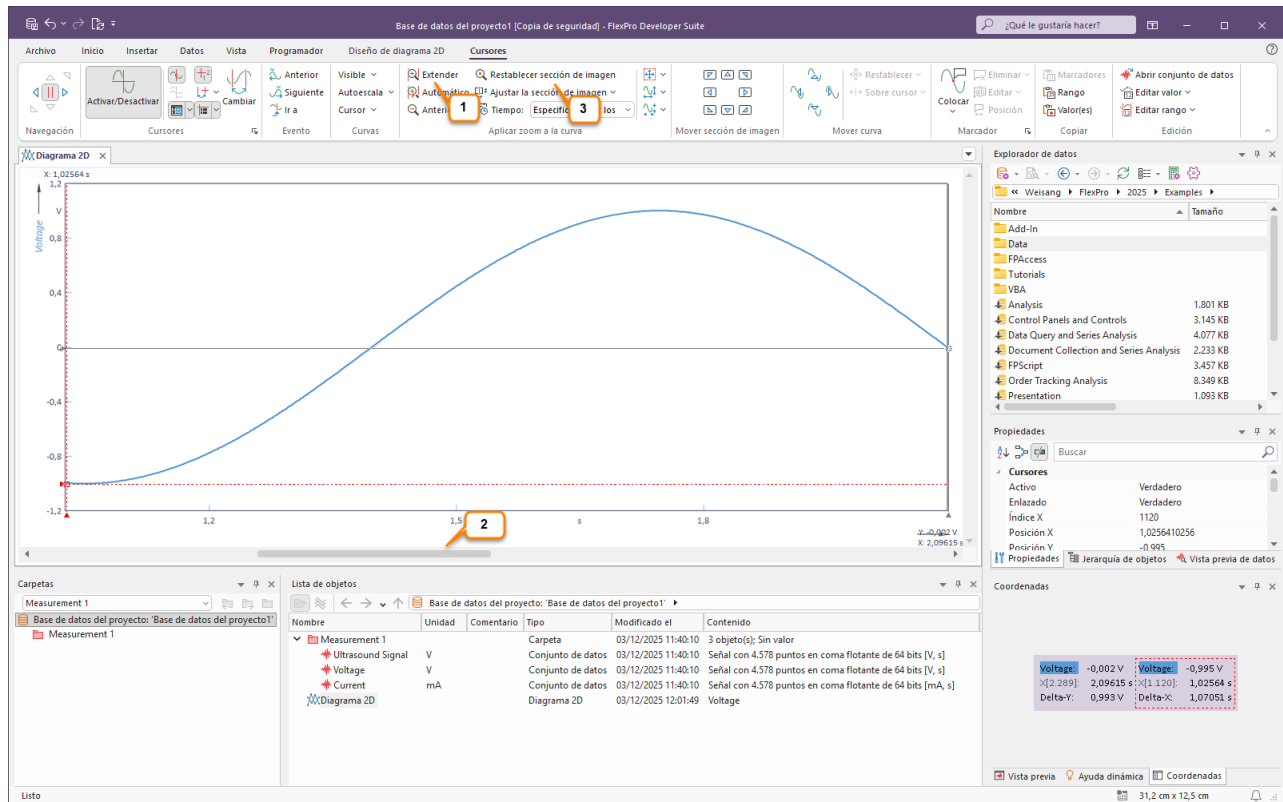 Base de datos del proyecto1 [Copia de seguridad] - FlexPro Developer Suite
¿Qué le gustaría hacer?
Archivo Inicio Insertar Datos Vista Programador Diseño de diagrama 2D Cursores
Activar/Desactivar
Cambiar
Anterior
Siguiente
Ir a
Visible
Autoescala
Cursor
Extender
Automático
Anteri
Restablecer sección de imagen
Ajustar la sección de imagen
Tiempo: Especific los
1
3
Restablecer
Sobre cursor
Colocar
Eliminar
Editar
Posición
Marcadores
Rango
Valor(es)
Abrir conjunto de datos
Editar valor
Editar rango
Navegación Cursores Evento Curvas Aplicar zoom a la curva Mover sección de imagen Mover curva Marcador Copiar Edición
Diagrama 2D
X: 1,02564 s
1,2
V
Voltage
0,8
0,4
0
-0,4
-0,8
-1,2
1,2 1,5 s 1,8
2
Y: -0,002 V
X: 2,09615 s
Explorador de datos
« Weisang FlexPro 2025 Examples
Nombre Tamaño
Add-In
Data
FPAccess
Tutorials
VBA
Analysis 1.801 KB
Control Panels and Controls 3.145 KB
Data Query and Series Analysis 4.077 KB
Document Collection and Series Analysis 2.233 KB
FPScript 3.457 KB
Order Tracking Analysis 8.349 KB
Presentation 1.093 KB
Propiedades
Buscar
Cursores
Activo Verdadero
Enlazado Verdadero
Índice X 1120
Posición X 1,0256410256
Posición Y -0,995
Propiedades Jerarquía de objetos Vista previa de datos
Carpetas
Measurement 1
Base de datos del proyecto: 'Base de datos del proyecto1'
Measurement 1
Lista de objetos
Base de datos del proyecto: 'Base de datos del proyecto1'
Nombre Unidad Comentario Tipo Modificado el Contenido
Measurement 1 Carpeta 03/12/2025 11:40:10 3 objeto(s); Sin valor
Ultrasound Signal V Conjunto de datos 03/12/2025 11:40:10 Señal con 4.578 puntos en coma flotante de 64 bits [V, s]
Voltage V Conjunto de datos 03/12/2025 11:40:10 Señal con 4.578 puntos en coma flotante de 64 bits [V, s]
Current mA Conjunto de datos 03/12/2025 11:40:10 Señal con 4.578 puntos en coma flotante de 64 bits [mA, s]
Diagrama 2D Diagrama 2D 03/12/2025 12:01:49 Voltage
Coordenadas
Voltage: -0,002 V Voltage: -0,995 V
X[2.289]: 2,09615 s X[1.120]: 1,02564 s
Delta-Y: 0,993 V Delta-X: 1,07051 s
Vista previa Ayuda dinámica Coordenadas
Listo
31,2 cm x 12,5 cm